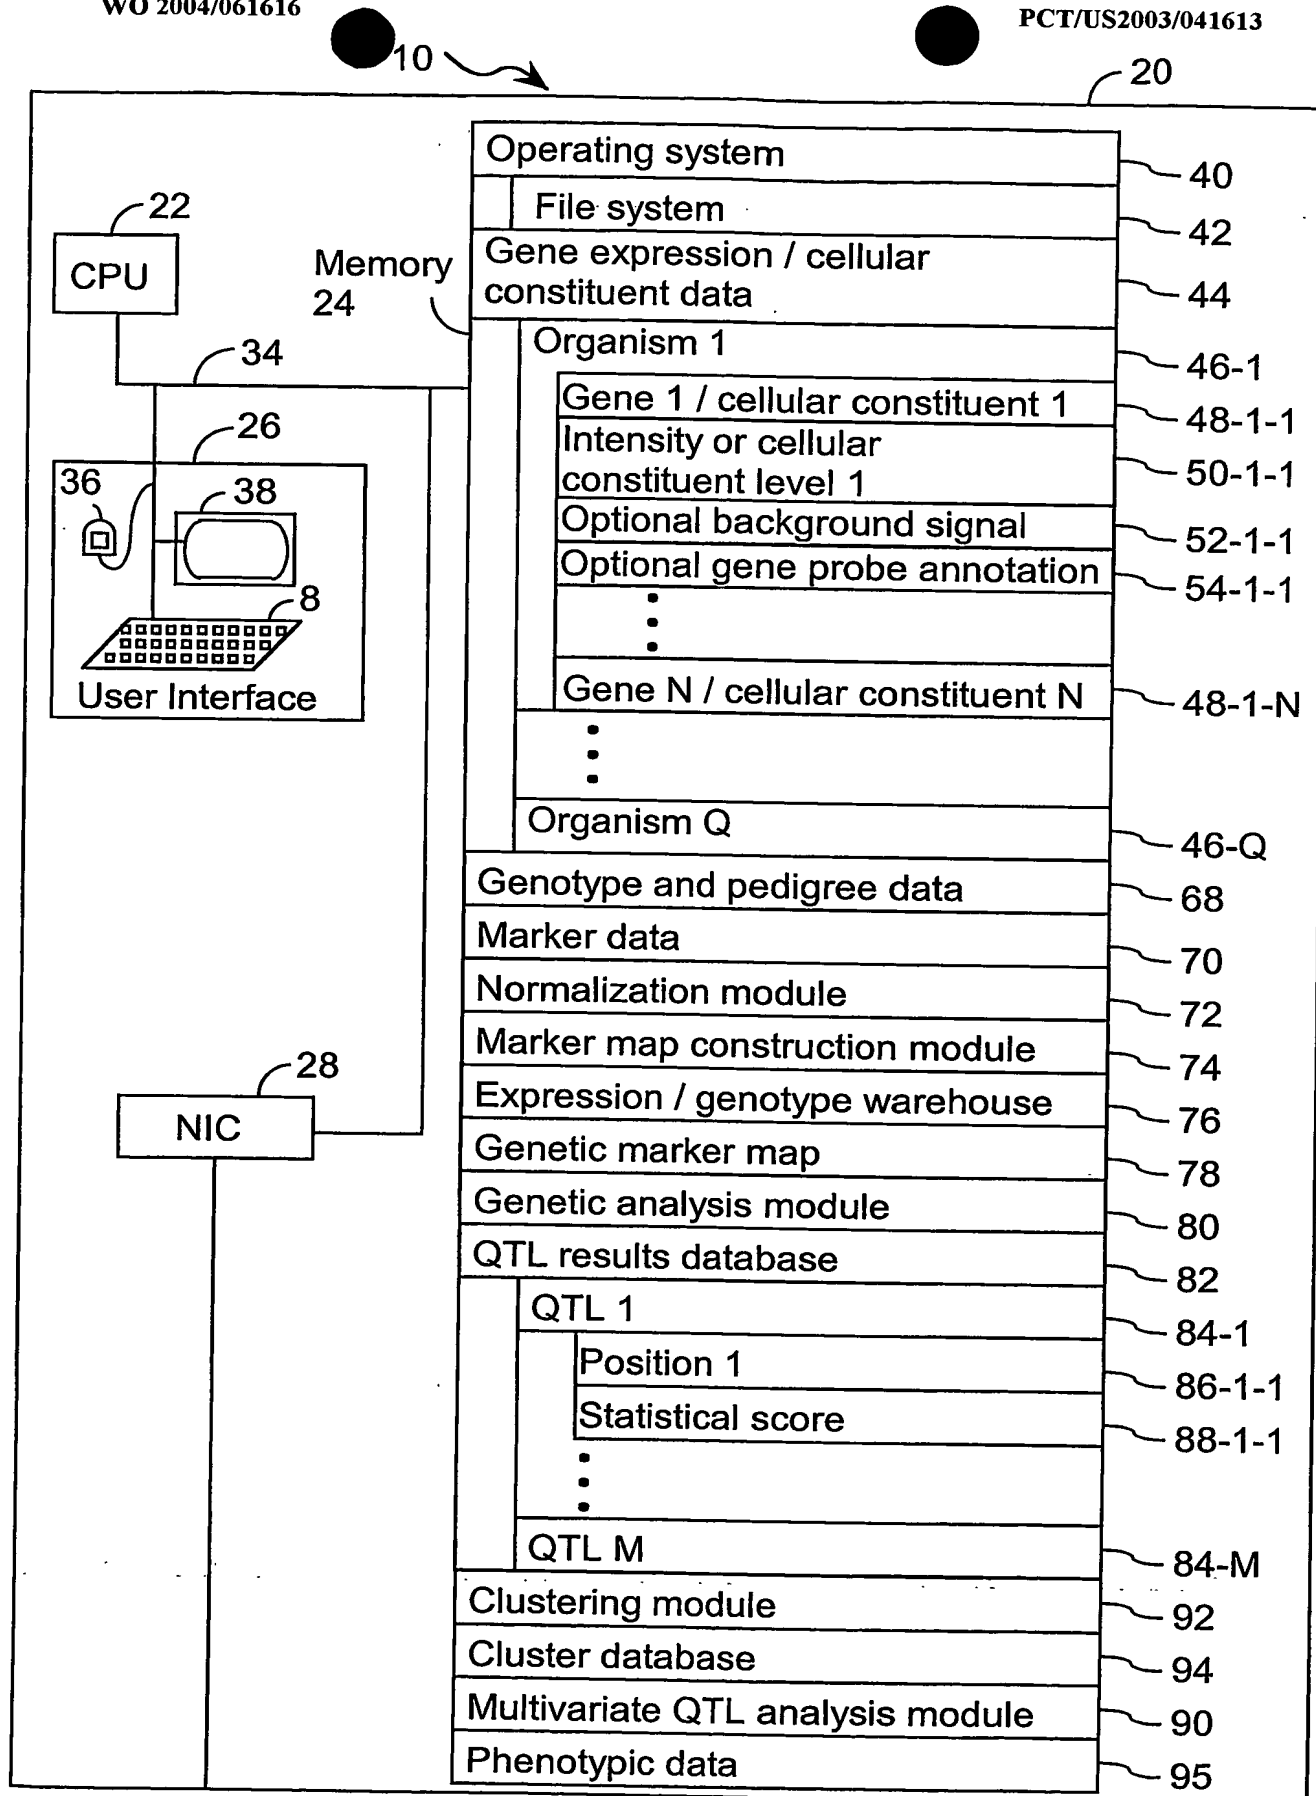 WO 2004/061616
PCT/US2003/041613
10
20
Operating system
40
File system
42
22
CPU
Memory
24
Gene expression / cellular
constituent data
44
Organism 1
46-1
34
Gene 1 / cellular constituent 1
48-1-1
26
Intensity or cellular
constituent level 1
50-1-1
36
38
Optional background signal
52-1-1
Optional gene probe annotation
54-1-1
8
User Interface
Gene N / cellular constituent N
48-1-N
Organism Q
46-Q
Genotype and pedigree data
68
Marker data
70
Normalization module
72
Marker map construction module
74
28
NIC
Expression / genotype warehouse
76
Genetic marker map
78
Genetic analysis module
80
QTL results database
82
QTL 1
84-1
Position 1
86-1-1
Statistical score
88-1-1
QTL M
84-M
Clustering module
92
Cluster database
94
Multivariate QTL analysis module
90
Phenotypic data
95